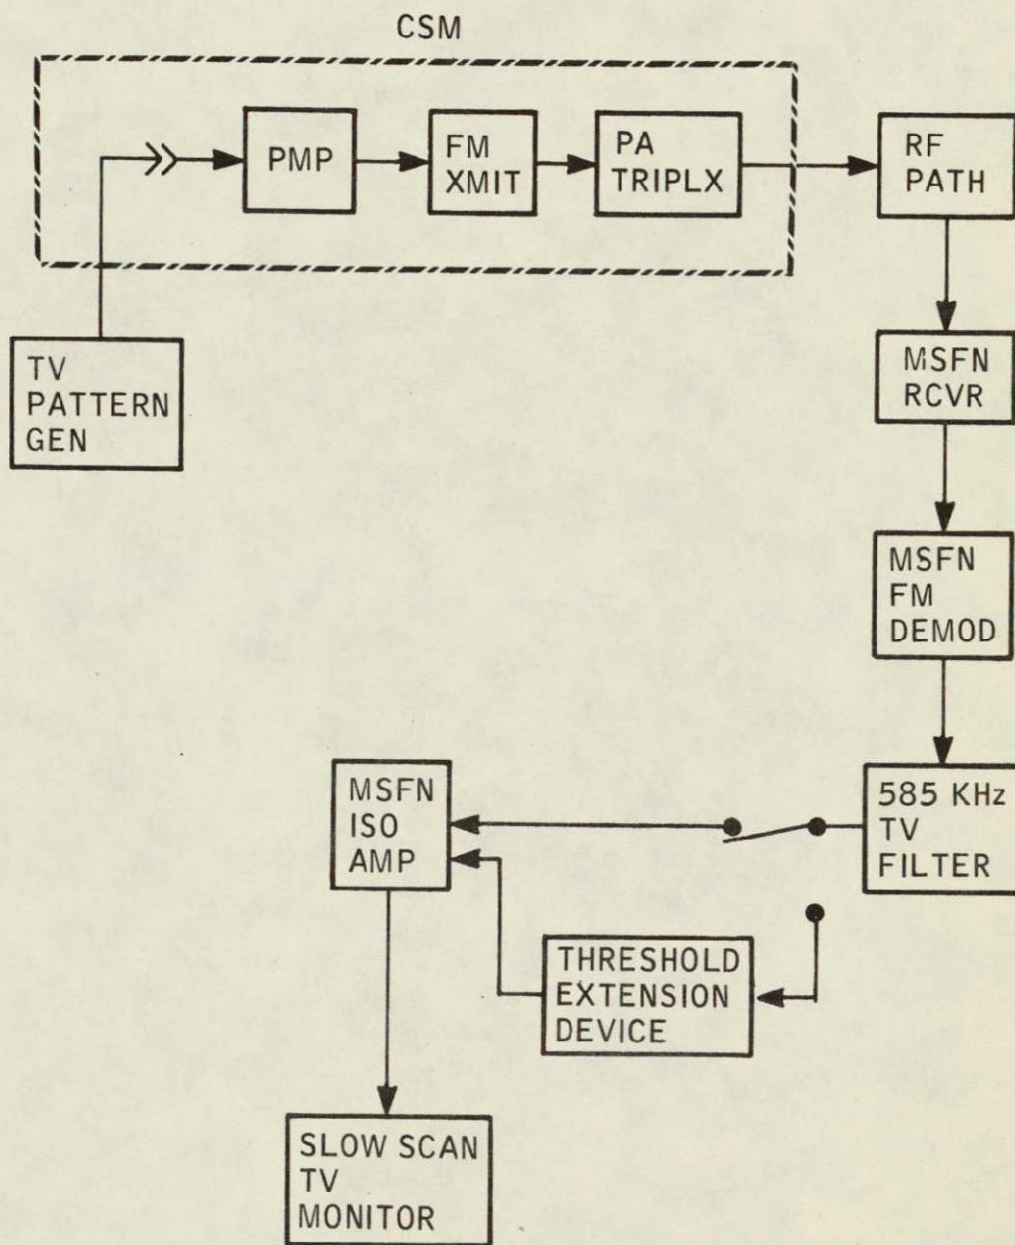 CSM
PMP
FM
XMIT
PA
TRIPLX
RF
PATH
TV
PATTERN
GEN
MSFN
RCVR
MSFN
FM
DEMOD
585 KHz
TV
FILTER
MSFN
ISO
AMP
THRESHOLD
EXTENSION
DEVICE
SLOW SCAN
TV
MONITOR